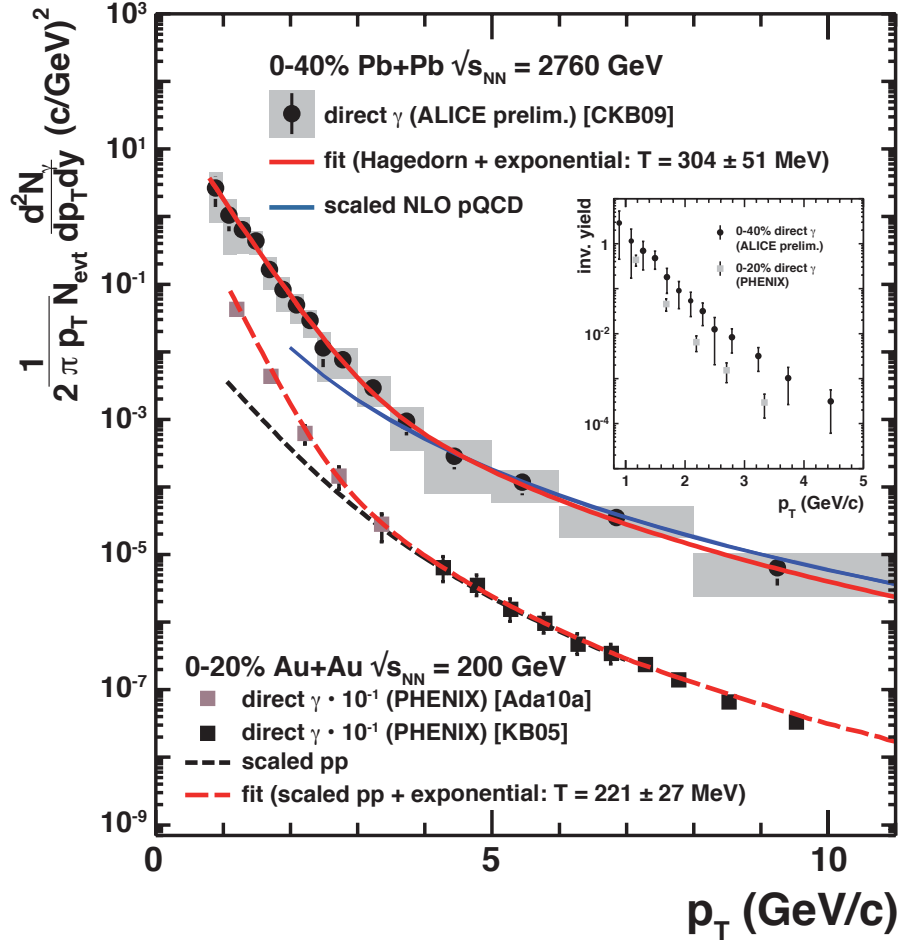 10³
10¹
10⁻¹
10⁻³
10⁻⁵
10⁻⁷
10⁻⁹
1/(2 π p_T N_evt) d²N^γ/(dp_T dy) (c/GeV)²
0-40% Pb+Pb √s_NN = 2760 GeV
direct γ (ALICE prelim.) [CKB09]
fit (Hagedorn + exponential: T = 304 ± 51 MeV)
scaled NLO pQCD
inv. yield
1
10⁻²
10⁻⁴
0-40% direct γ
(ALICE prelim.)
0-20% direct γ
(PHENIX)
1 2 3 4 5
p_T (GeV/c)
0-20% Au+Au √s_NN = 200 GeV
direct γ · 10⁻¹ (PHENIX) [Ada10a]
direct γ · 10⁻¹ (PHENIX) [KB05]
scaled pp
fit (scaled pp + exponential: T = 221 ± 27 MeV)
0 5 10
p_T (GeV/c)